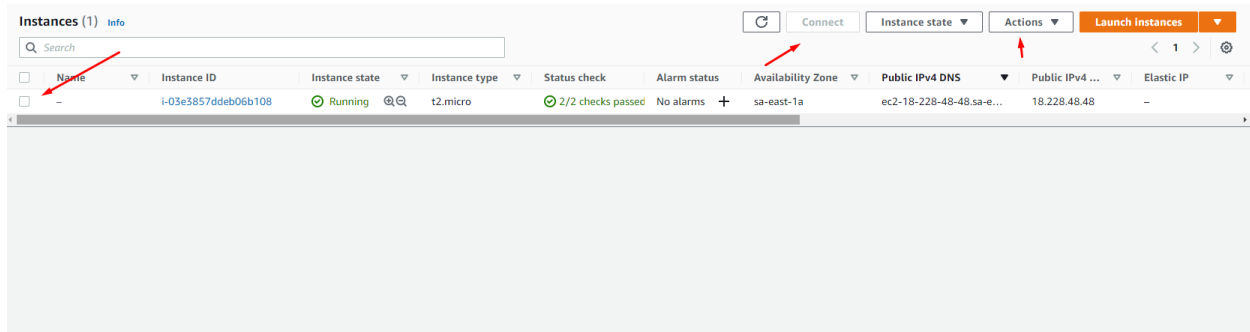 Instances (1) Info
Connect
Instance state
Actions
Launch instances
Search
1
Name Instance ID Instance state Instance type Status check Alarm status Availability Zone Public IPv4 DNS Public IPv4 ... Elastic IP
– i-03e3857ddeb06b108 Running t2.micro 2/2 checks passed No alarms + sa-east-1a ec2-18-228-48-48.sa-e... 18.228.48.48 –